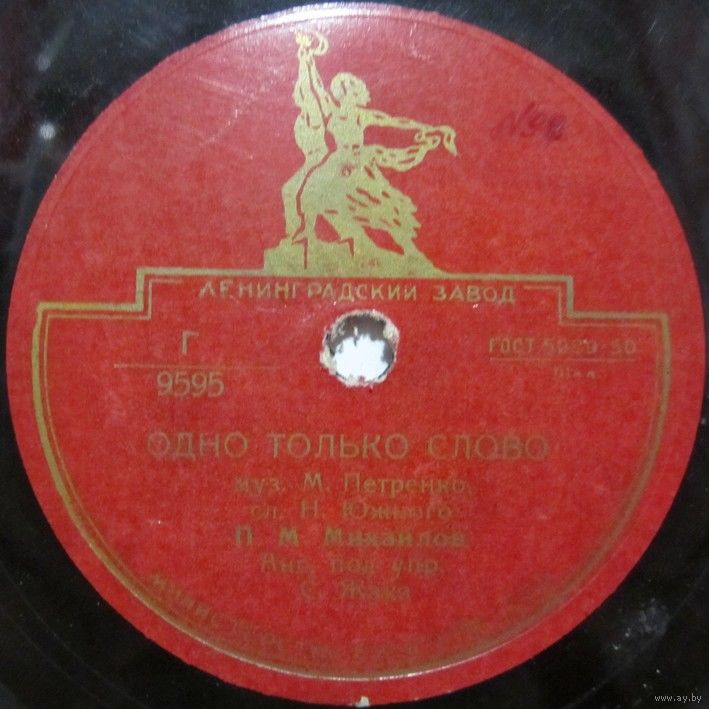 ЛЕНИНГРАДСКИЙ ЗАВОД
Г
9595
ГОСТ 5289-50
ОДНО ТОЛЬКО СЛОВО
муз. М. Петренко,
сл. Н. Южного
П. М. Михайлов
Анс. под упр.
С. Жака
www.ay.by